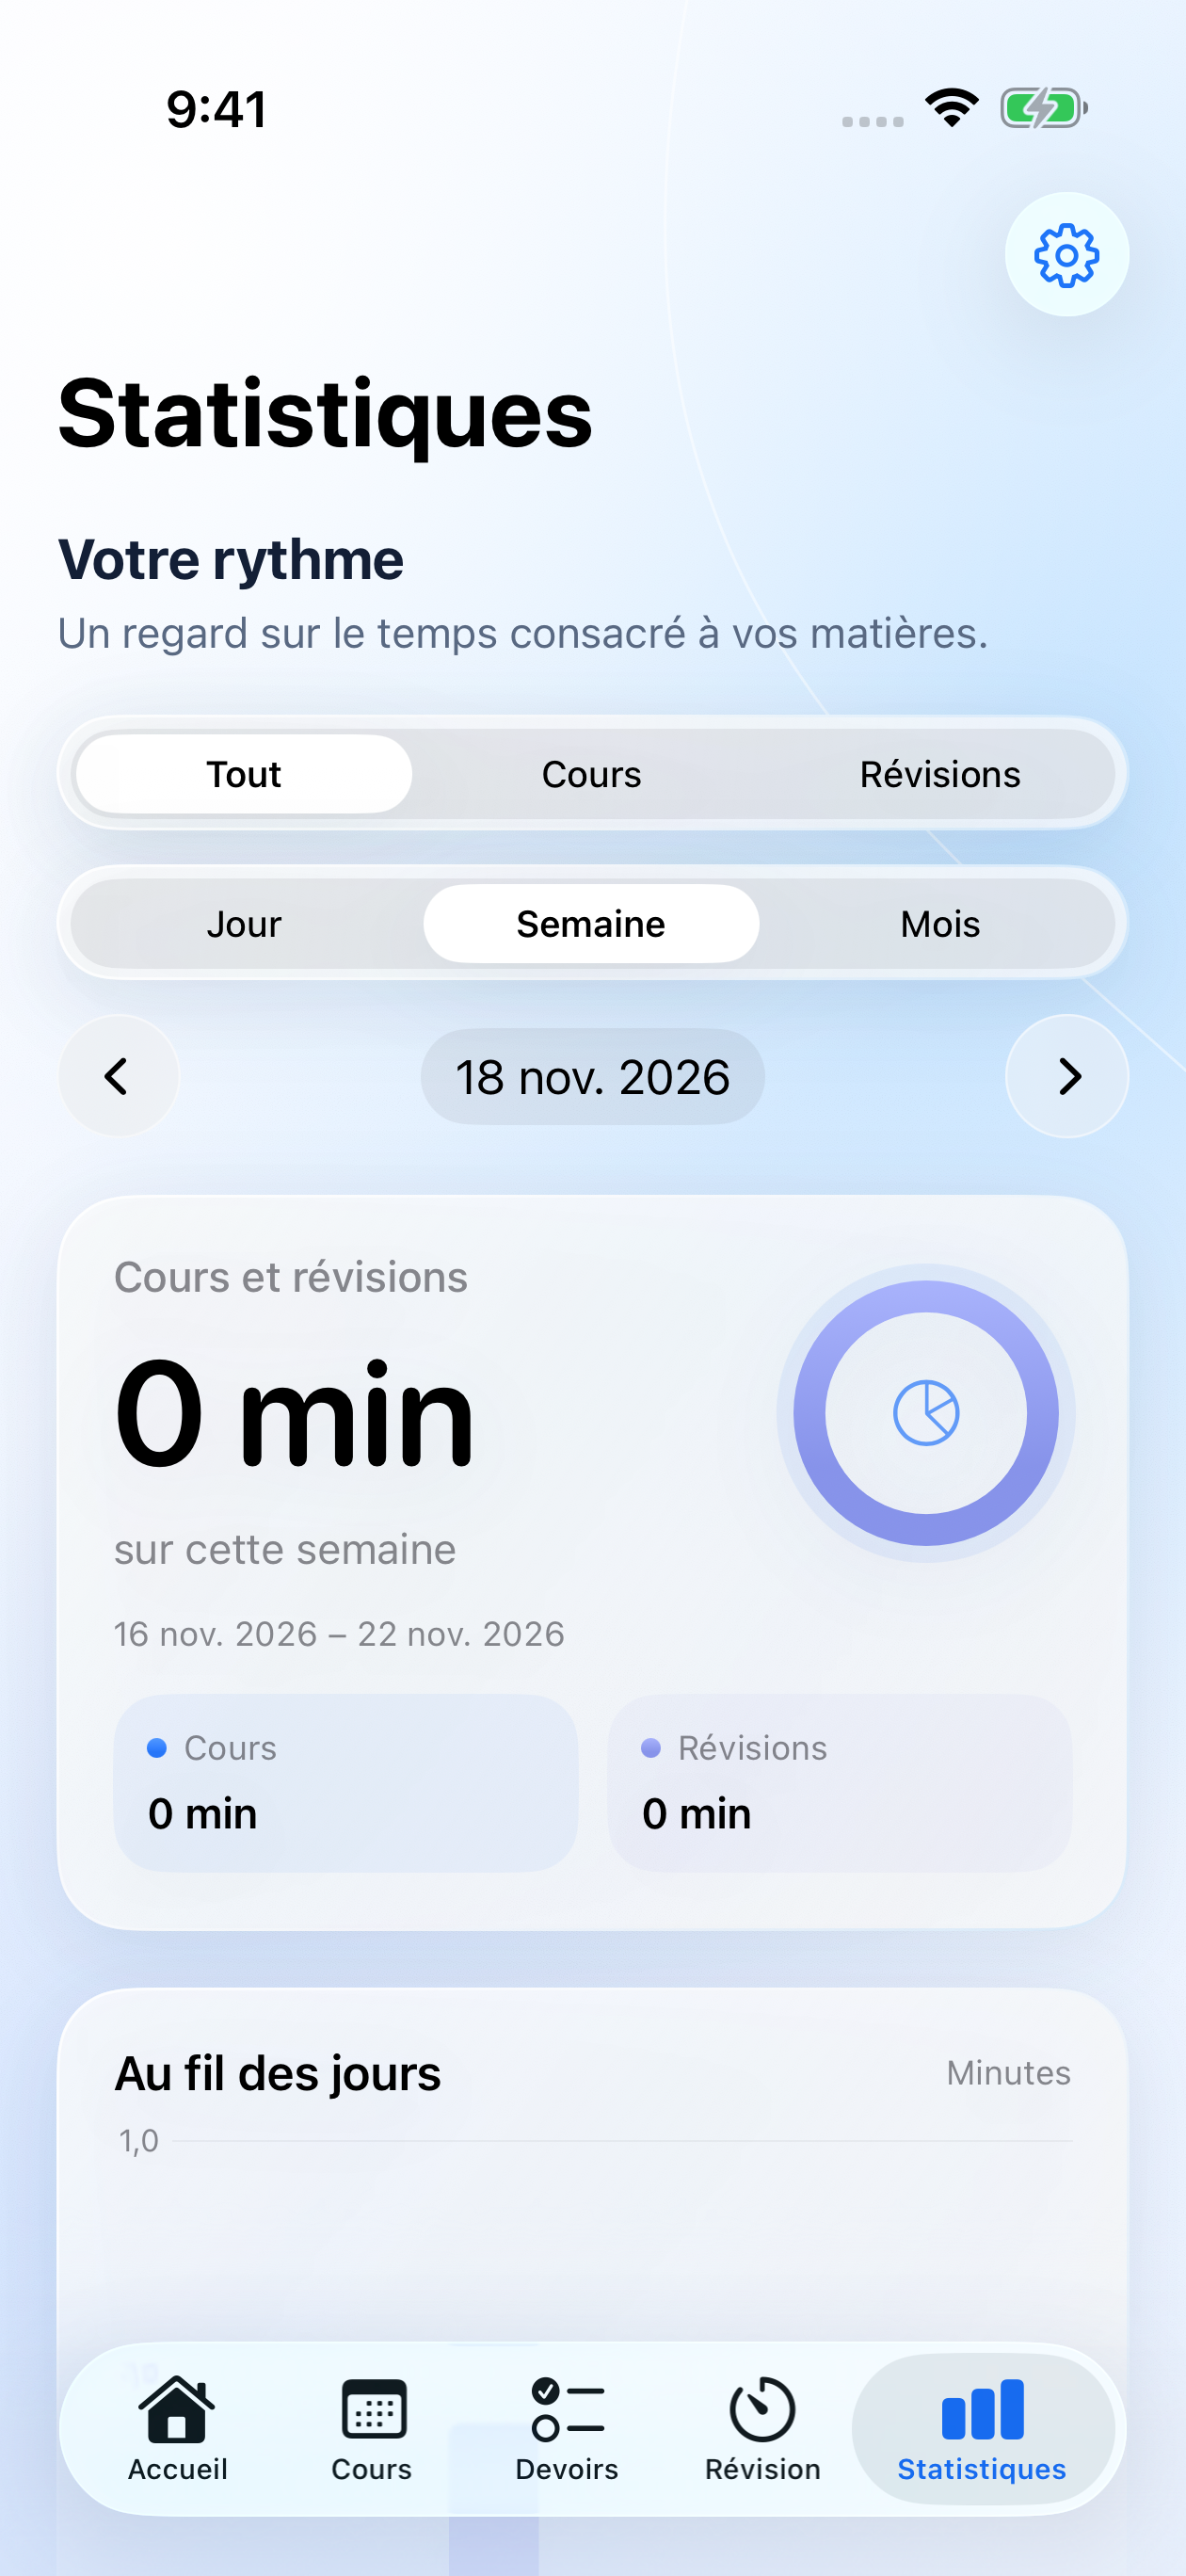 9:41
Statistiques
Votre rythme
Un regard sur le temps consacré à vos matières.
Tout Cours Révisions
Jour Semaine Mois
18 nov. 2026
Cours et révisions
0 min
sur cette semaine
16 nov. 2026 – 22 nov. 2026
Cours Révisions
0 min 0 min
Au fil des jours Minutes
1,0
Accueil Cours Devoirs Révision Statistiques